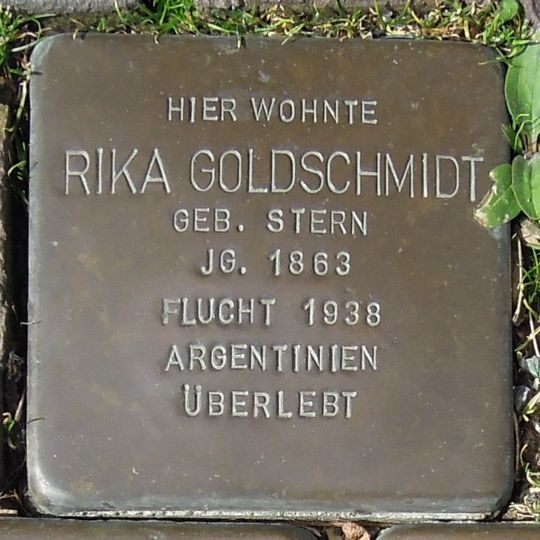 HIER WOHNTE
RIKA GOLDSCHMIDT
GEB. STERN
JG. 1863
FLUCHT 1938
ARGENTINIEN
ÜBERLEBT